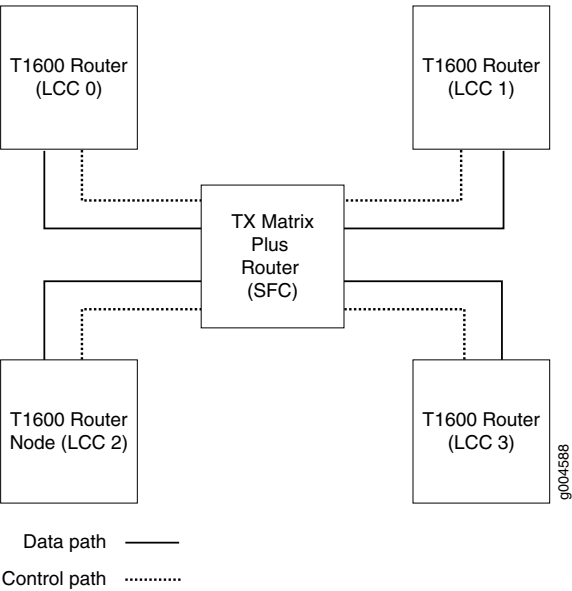 T1600 Router
(LCC 0)
T1600 Router
(LCC 1)
TX Matrix
Plus
Router
(SFC)
T1600 Router
Node (LCC 2)
T1600 Router
(LCC 3)
g004588
Data path
Control path